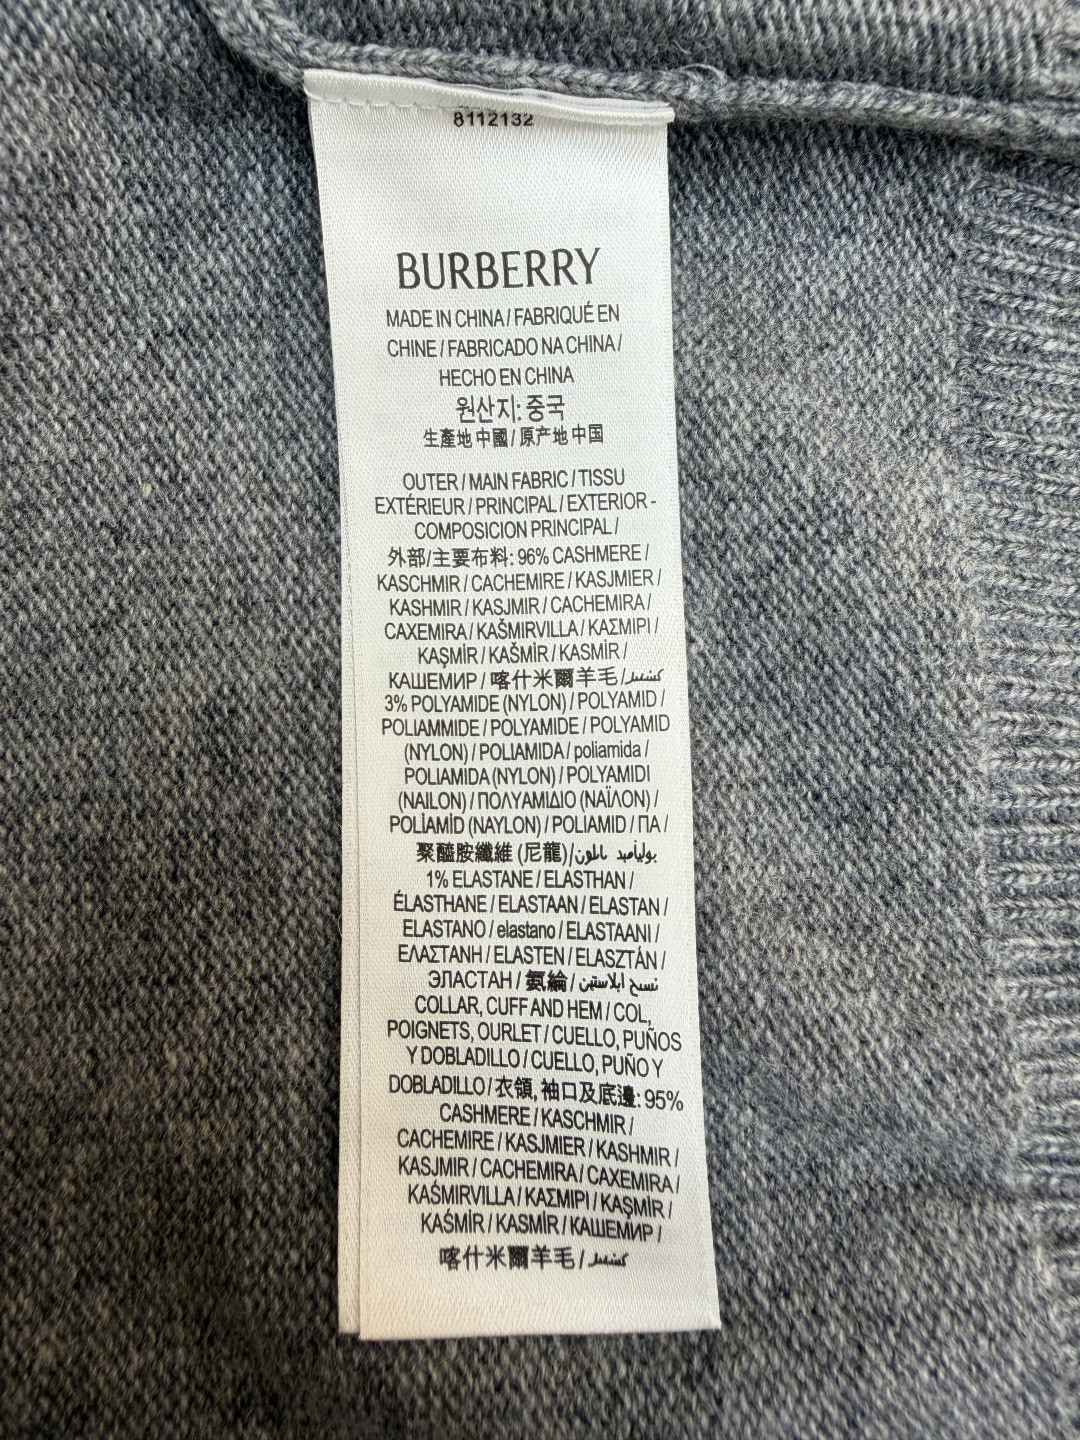 8112132
BURBERRY
MADE IN CHINA / FABRIQUÉ EN
CHINE / FABRICADO NA CHINA /
HECHO EN CHINA
원산지: 중국
生產地 中國 / 原产地 中国
OUTER / MAIN FABRIC / TISSU
EXTÉRIEUR / PRINCIPAL / EXTERIOR -
COMPOSICION PRINCIPAL /
外部/主要布料: 96% CASHMERE /
KASCHMIR / CACHEMIRE / KASJMIER /
KASHMIR / KASJMIR / CACHEMIRA /
CAXEMIRA / KAŠMIRVILLA / ΚΑΣΜΙΡΙ /
KAŞMİR / KAŠMÍR / KASMÍR /
КАШЕМИР / 喀什米爾羊毛 / كشمير
3% POLYAMIDE (NYLON) / POLYAMID /
POLIAMMIDE / POLYAMIDE / POLYAMID
(NYLON) / POLIAMIDA / poliamida /
POLIAMIDA (NYLON) / POLYAMIDI
(NAILON) / ΠΟΛΥΑΜΙΔΙΟ (ΝΑΪΛΟΝ) /
POLİAMİD (NAYLON) / POLIAMID / ПА /
聚醯胺纖維 (尼龍)/بوليأميد نايلون
1% ELASTANE / ELASTHAN /
ÉLASTHANE / ELASTAAN / ELASTAN /
ELASTANO / elastano / ELASTAANI /
ΕΛΑΣΤΑΝΗ / ELASTEN / ELASZTÁN /
ЭЛАСТАН / 氨綸 / نسيج ايلاستين
COLLAR, CUFF AND HEM / COL,
POIGNETS, OURLET / CUELLO, PUÑOS
Y DOBLADILLO / CUELLO, PUÑO Y
DOBLADILLO / 衣領, 袖口及底邊: 95%
CASHMERE / KASCHMIR /
CACHEMIRE / KASJMIER / KASHMIR /
KASJMIR / CACHEMIRA / CAXEMIRA /
KAŠMIRVILLA / ΚΑΣΜΙΡΙ / KAŞMİR /
KAŠMÍR / KASMÍR / КАШЕМИР /
喀什米爾羊毛 / كشمير